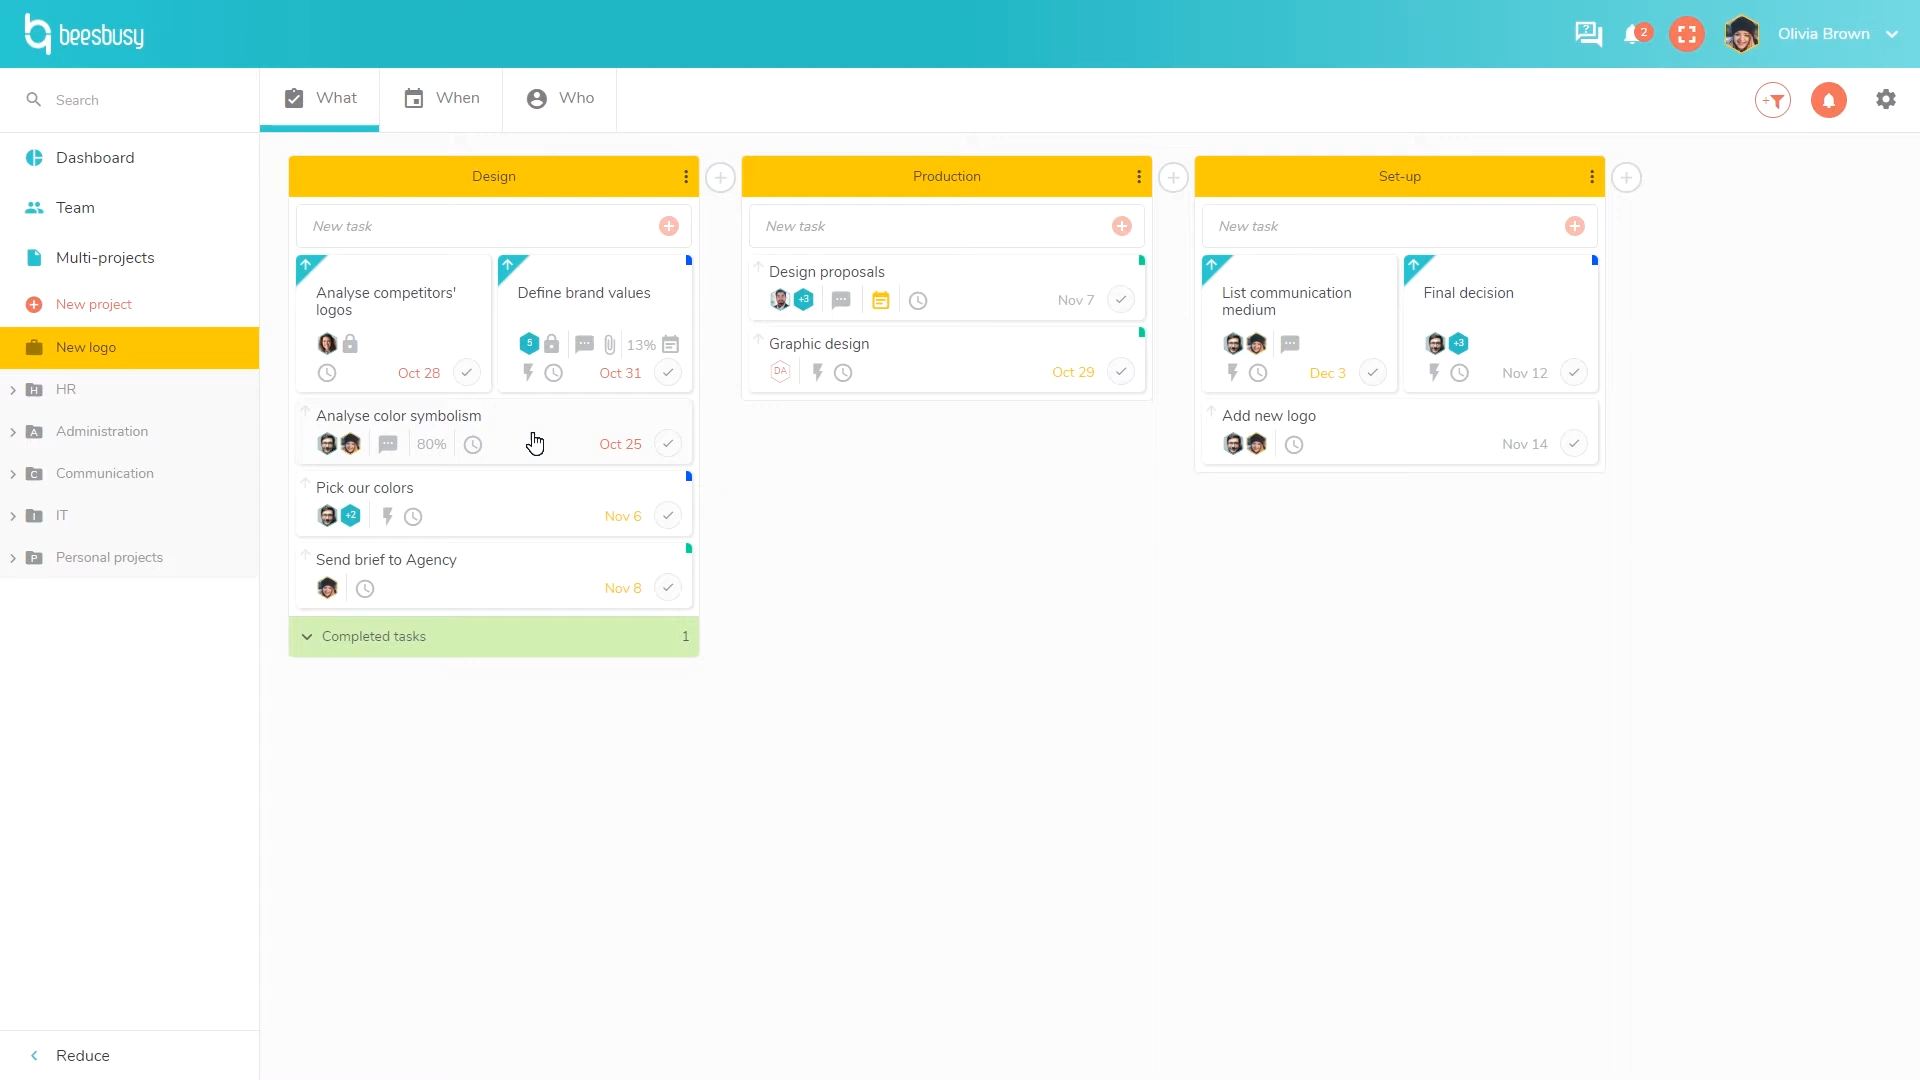 beesbusy
?
2
Olivia Brown
Search
What
When
Who
+
Dashboard
Team
Multi-projects
New project
New logo
H HR
A Administration
C Communication
I IT
P Personal projects
Reduce
Design
New task
Analyse competitors'
logos
Oct 28
Define brand values
5
13%
Oct 31
Analyse color symbolism
80%
Oct 25
Pick our colors
+2
Nov 6
Send brief to Agency
Nov 8
Completed tasks
1
Production
New task
Design proposals
+3
Nov 7
Graphic design
DA
Oct 29
Set-up
New task
List communication
medium
Dec 3
Final decision
+3
Nov 12
Add new logo
Nov 14